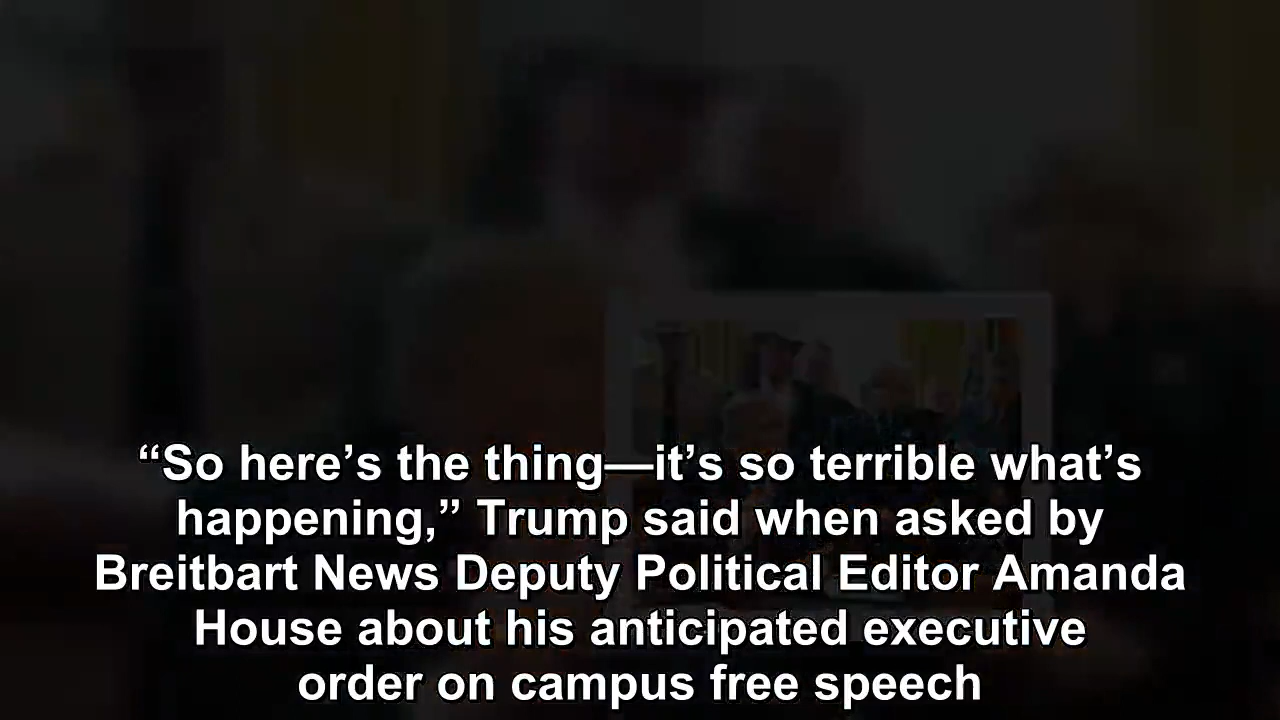 “So here’s the thing—it’s so terrible what’s
happening,” Trump said when asked by
Breitbart News Deputy Political Editor Amanda
House about his anticipated executive
order on campus free speech